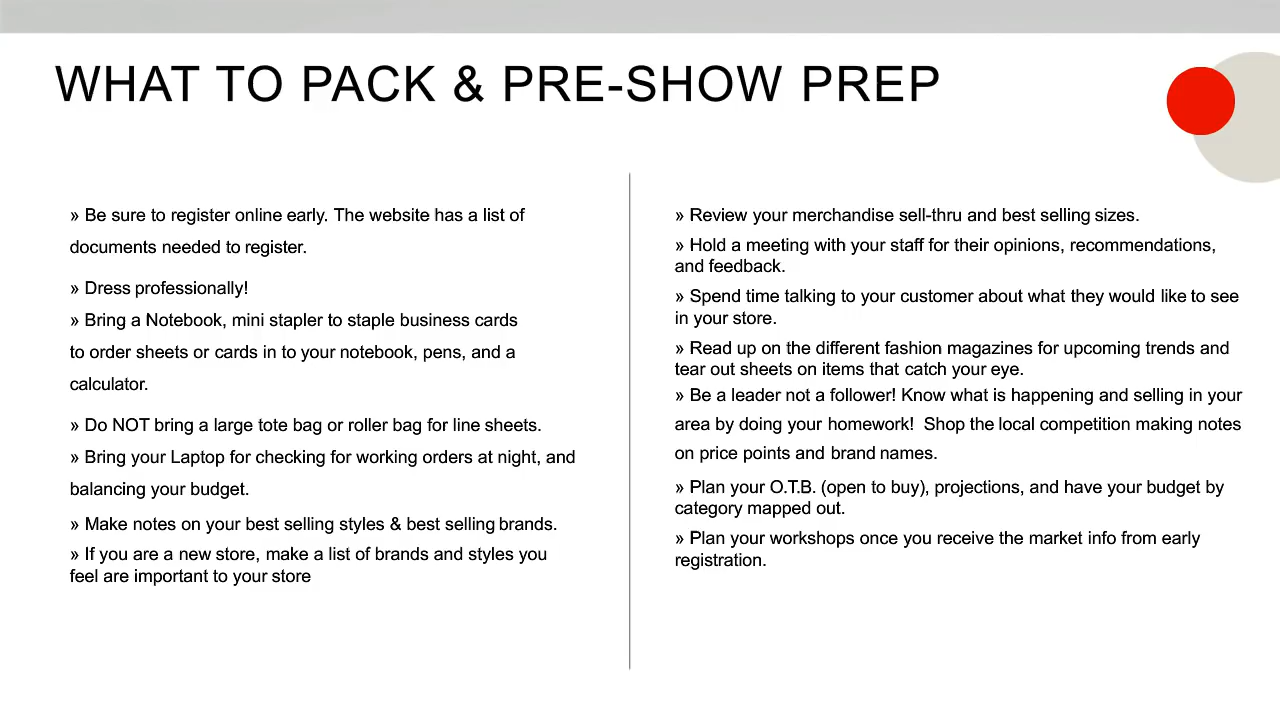 WHAT TO PACK & PRE-SHOW PREP
» Be sure to register online early. The website has a list of
documents needed to register.
» Dress professionally!
» Bring a Notebook, mini stapler to staple business cards
to order sheets or cards in to your notebook, pens, and a
calculator.
» Do NOT bring a large tote bag or roller bag for line sheets.
» Bring your Laptop for checking for working orders at night, and
balancing your budget.
» Make notes on your best selling styles & best selling brands.
» If you are a new store, make a list of brands and styles you
feel are important to your store
» Review your merchandise sell-thru and best selling sizes.
» Hold a meeting with your staff for their opinions, recommendations,
and feedback.
» Spend time talking to your customer about what they would like to see
in your store.
» Read up on the different fashion magazines for upcoming trends and
tear out sheets on items that catch your eye.
» Be a leader not a follower! Know what is happening and selling in your
area by doing your homework!  Shop the local competition making notes
on price points and brand names.
» Plan your O.T.B. (open to buy), projections, and have your budget by
category mapped out.
» Plan your workshops once you receive the market info from early
registration.